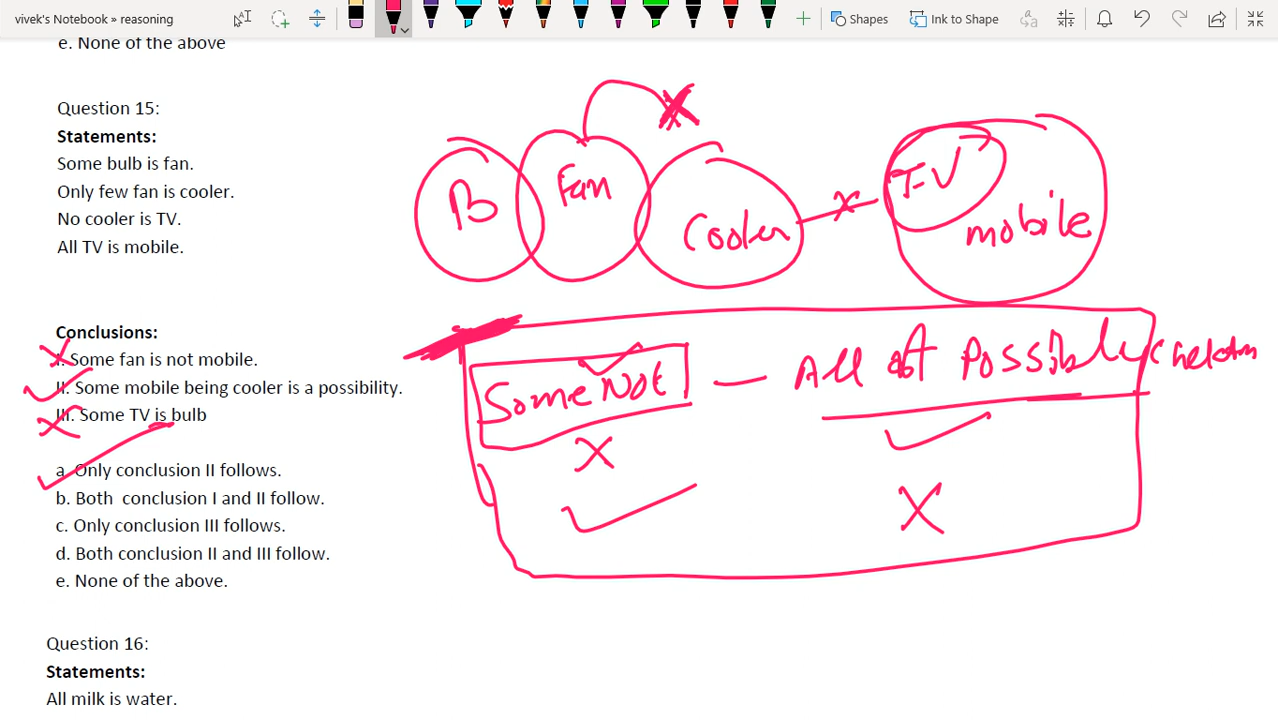 vivek's Notebook » reasoning
Shapes
Ink to Shape
e. None of the above
Question 15:
Statements:
Some bulb is fan.
Only few fan is cooler.
No cooler is TV.
All TV is mobile.
B
Fan
Cooler
T-V
mobile
Conclusions:
I. Some fan is not mobile.
II. Some mobile being cooler is a possibility.
III. Some TV is bulb
a. Only conclusion II follows.
b. Both conclusion I and II follow.
c. Only conclusion III follows.
d. Both conclusion II and III follow.
e. None of the above.
Some Not — All Possibly
Question 16:
Statements:
All milk is water.